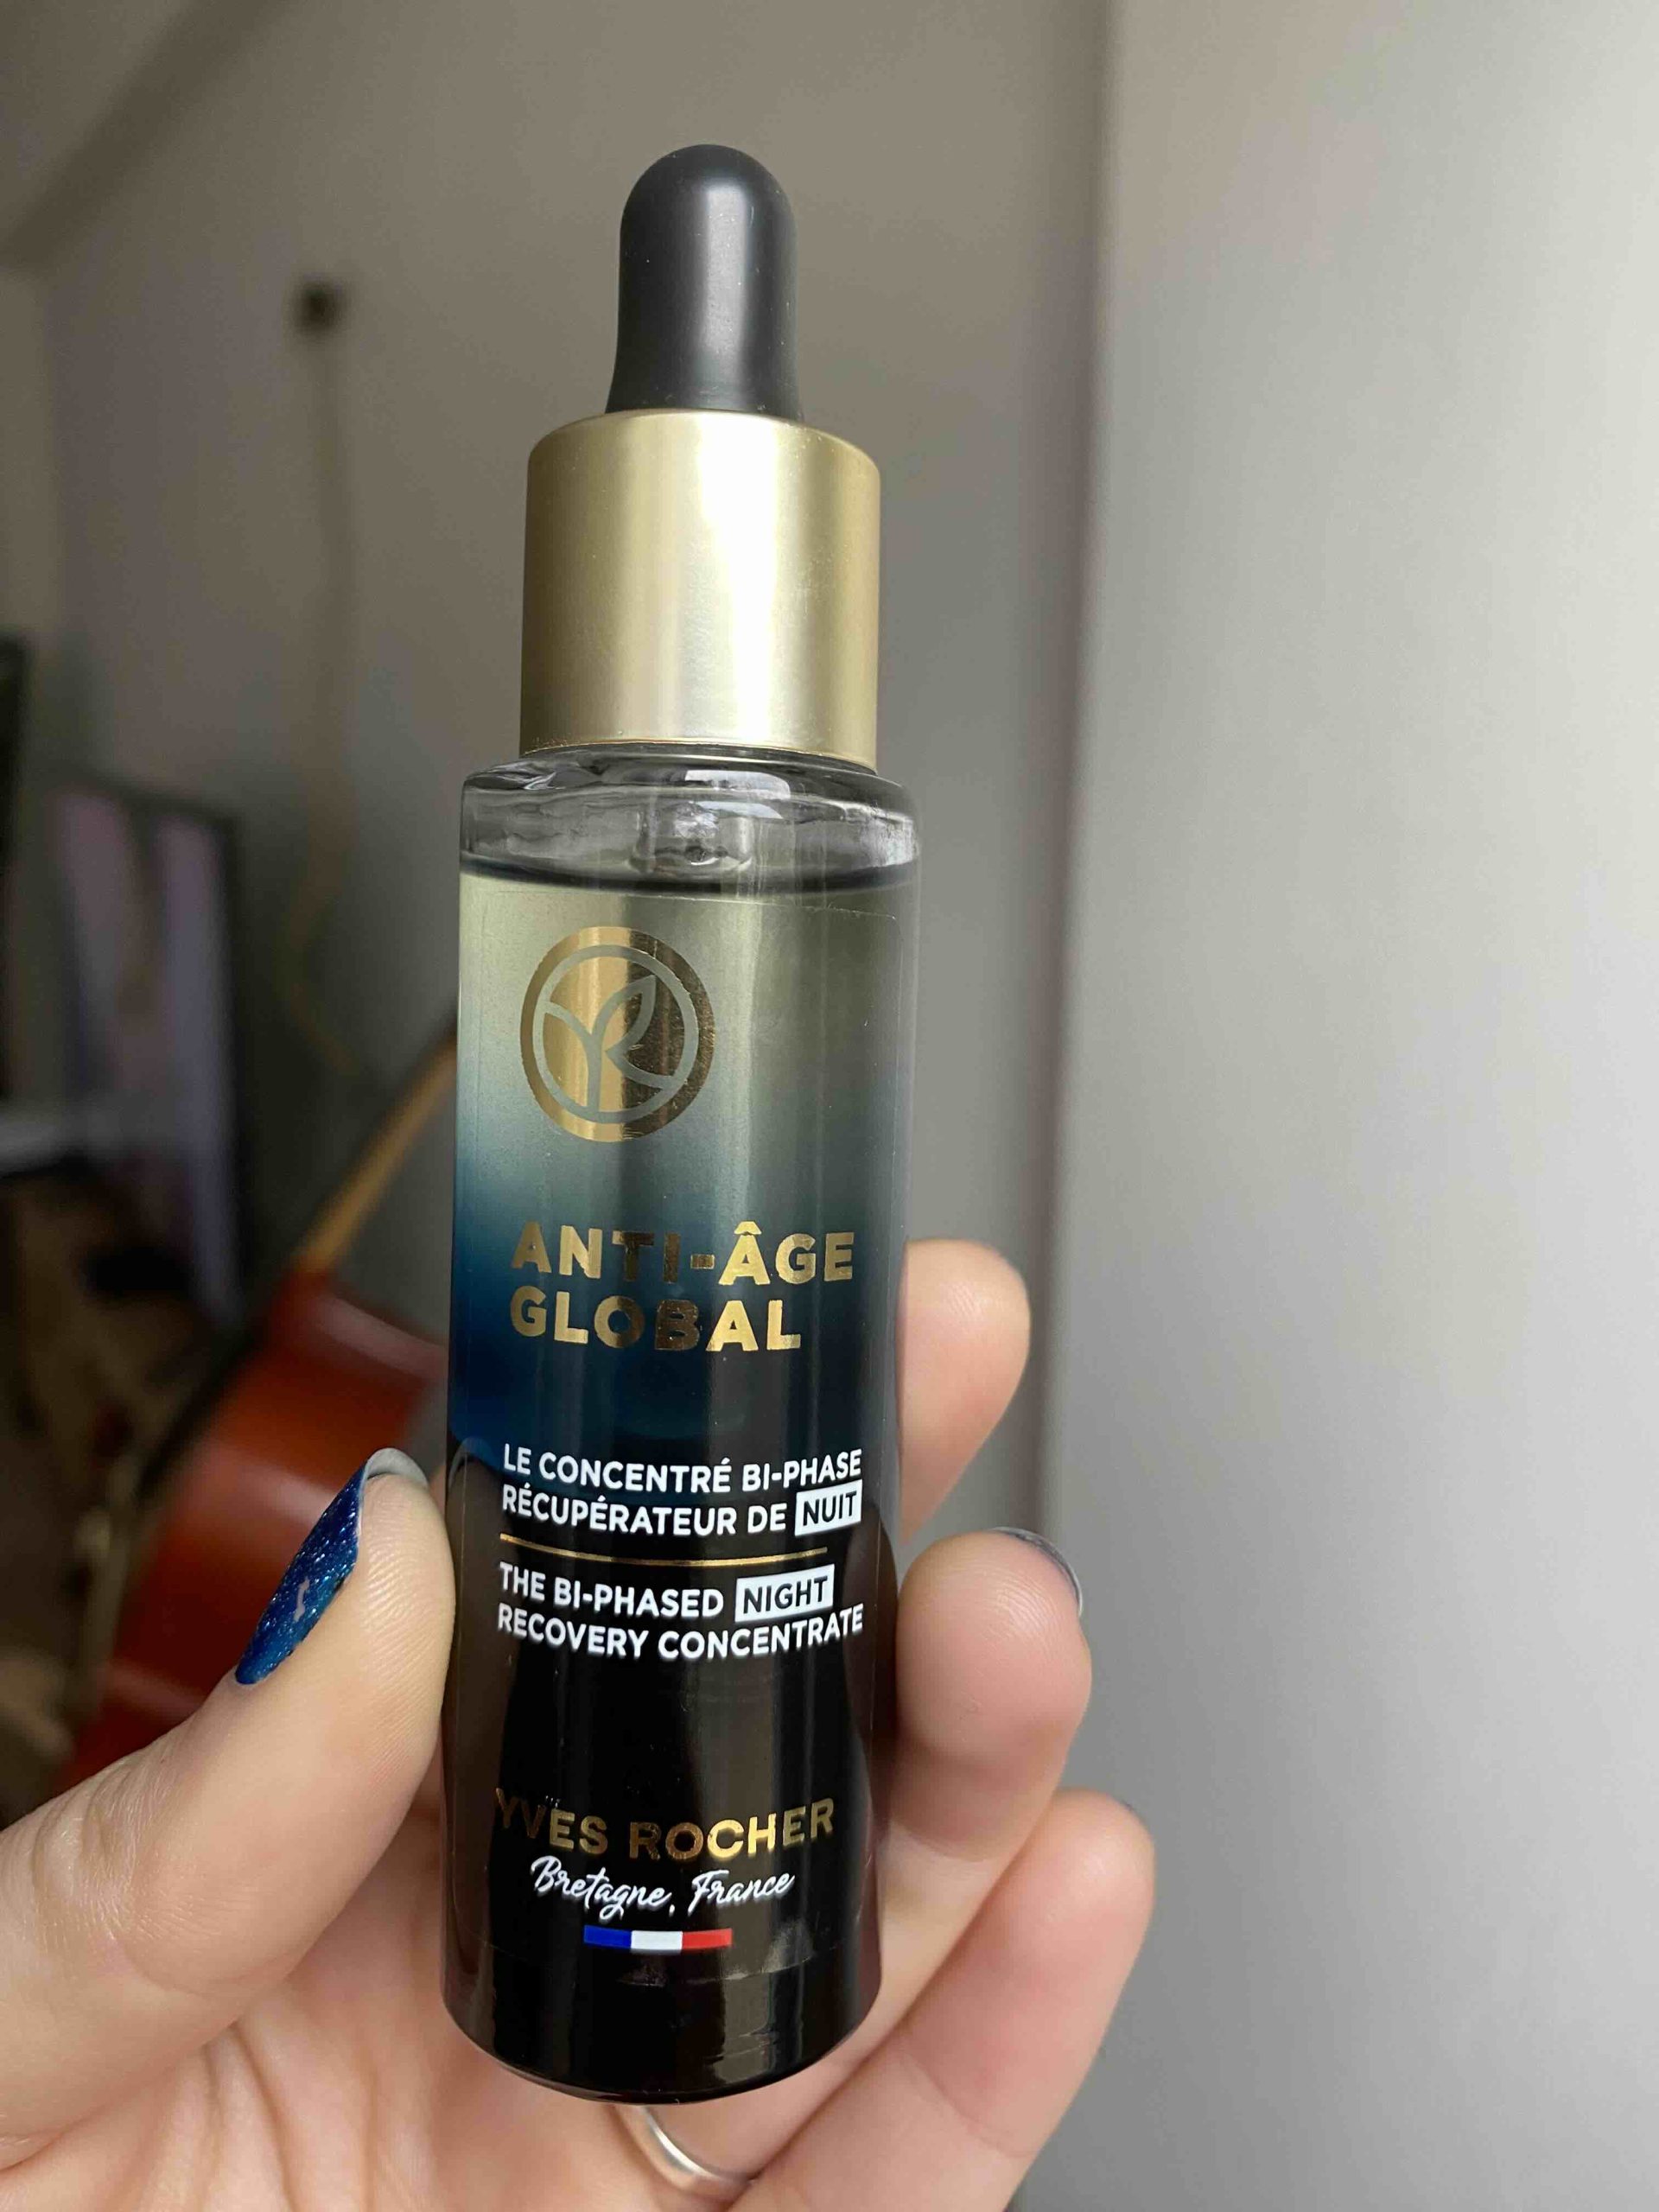 ANTI-ÂGE
GLOBAL
LE CONCENTRÉ BI-PHASE
RÉCUPÉRATEUR DE NUIT
THE BI-PHASED NIGHT
RECOVERY CONCENTRATE
YVES ROCHER
Bretagne, France